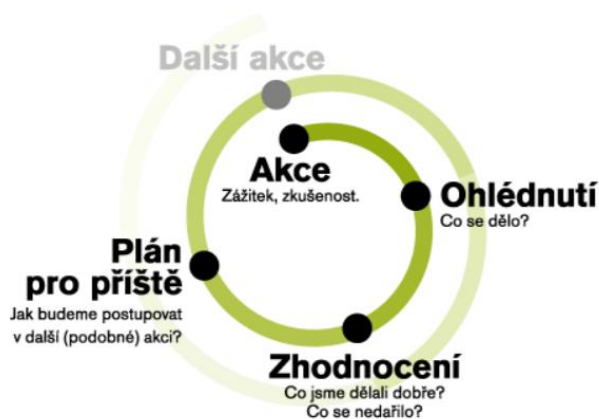 Další akce
Akce
Zážitek, zkušenost.
Ohlédnutí
Co se dělo?
Zhodnocení
Co jsme dělali dobře?
Co se nedařilo?
Plán
pro příště
Jak budeme postupovat
v další (podobné) akci?